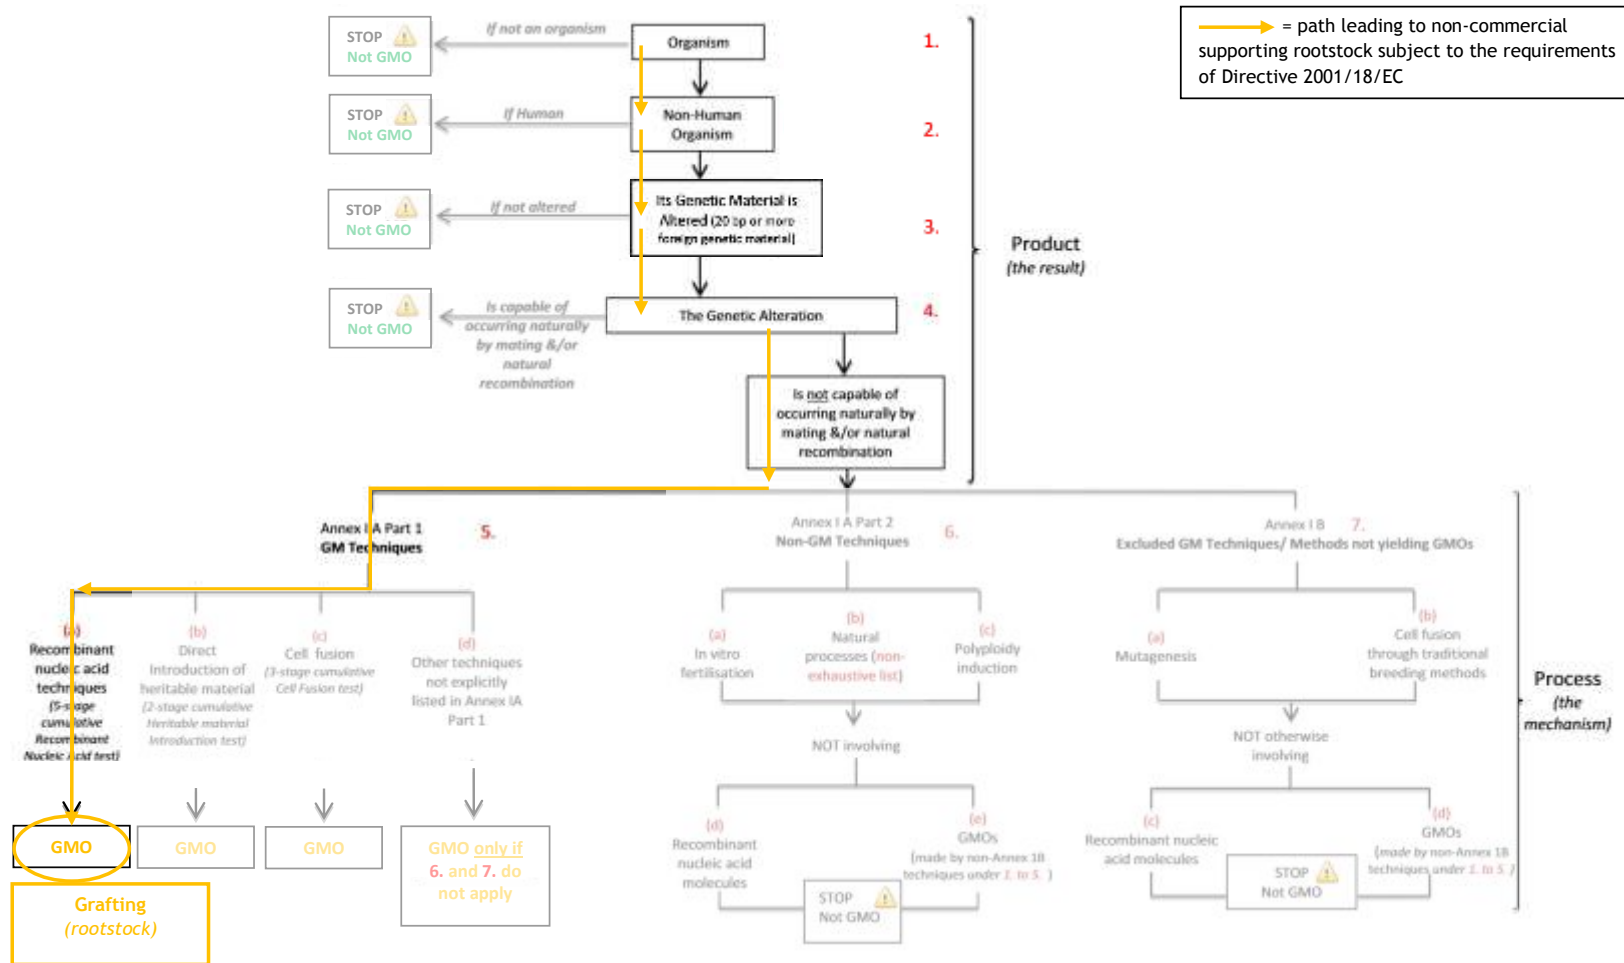 = path leading to non-commercial
supporting rootstock subject to the requirements
of Directive 2001/18/EC
STOP
Not GMO
If not an organism
Organism
1.
STOP
Not GMO
If Human
Non-Human
Organism
2.
STOP
Not GMO
If not altered
Its Genetic Material is
Altered (20 bp or more
foreign genetic material)
3.
Product
(the result)
STOP
Not GMO
Is capable of
occurring naturally
by mating &/or
natural
recombination
The Genetic Alteration
4.
Is not capable of
occurring naturally by
mating &/or natural
recombination
Annex I A Part 1
GM Techniques
5.
Annex I A Part 2
Non-GM Techniques
6.
Annex I B
7.
Excluded GM Techniques/ Methods not yielding GMOs
(a)
Recombinant
nucleic acid
techniques
(5-stage
cumulative
Recombinant
Nucleic Acid test)
(b)
Direct
Introduction of
heritable material
(2-stage cumulative
Heritable material
Introduction test)
(c)
Cell fusion
(3-stage cumulative
Cell Fusion test)
(d)
Other techniques
not explicitly
listed in Annex IA
Part 1
(a)
In vitro
fertilisation
(b)
Natural
processes (non-
exhaustive list)
(c)
Polyploidy
induction
(a)
Mutagenesis
(b)
Cell fusion
through traditional
breeding methods
Process
(the
mechanism)
NOT involving
NOT otherwise
involving
GMO
GMO
GMO
GMO only if
6. and 7. do
not apply
(d)
Recombinant
nucleic acid
molecules
(e)
GMOs
(made by non-Annex 1B
techniques under 1. to 5. )
STOP
Not GMO
(c)
Recombinant nucleic
acid molecules
(d)
GMOs
(made by non-Annex 1B
techniques under 1. to 5. )
STOP
Not GMO
Grafting
(rootstock)